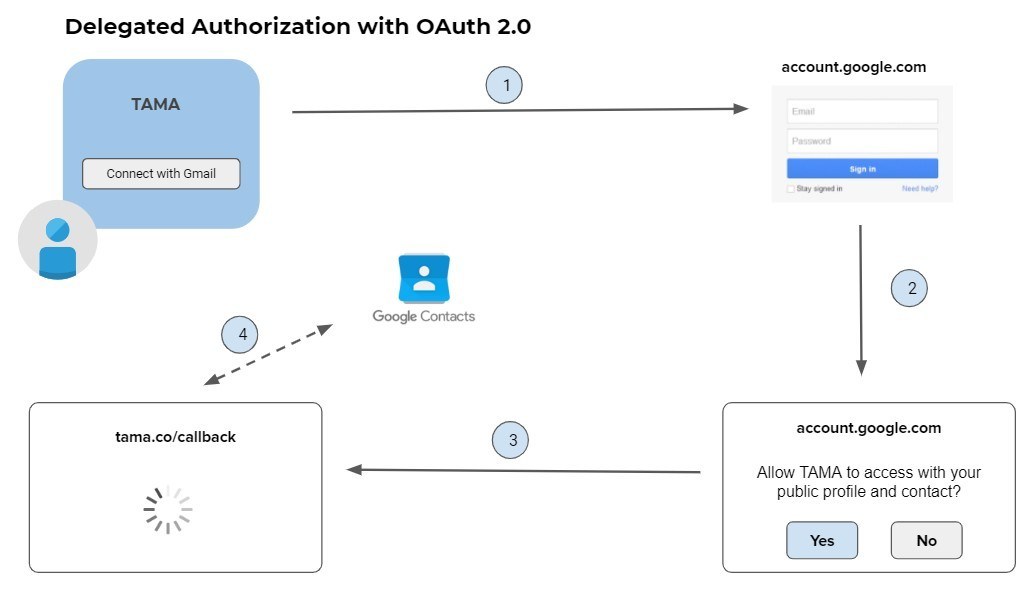 Delegated Authorization with OAuth 2.0
TAMA
Connect with Gmail
1
account.google.com
Email
Password
Sign in
Stay signed in
Need help?
2
Google Contacts
4
tama.co/callback
3
account.google.com
Allow TAMA to access with your
public profile and contact?
Yes
No